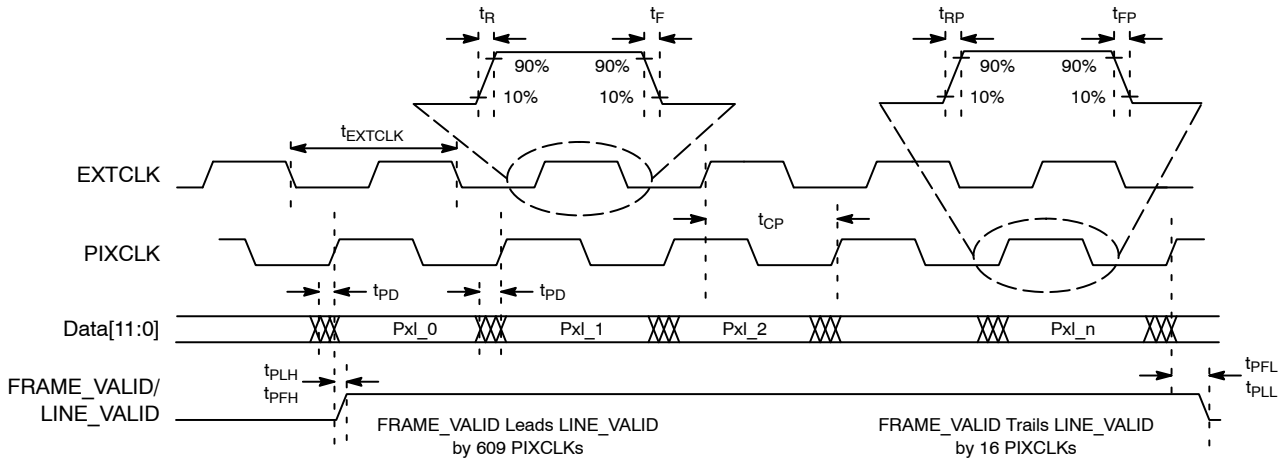 tR
tF
tRP
tFP
90%
90%
90%
90%
10%
10%
10%
10%
tEXTCLK
EXTCLK
tCP
PIXCLK
tPD
tPD
Data[11:0]
Pxl_0
Pxl_1
Pxl_2
Pxl_n
tPLH
tPFH
tPFL
tPLL
FRAME_VALID/
LINE_VALID
FRAME_VALID Leads LINE_VALID
by 609 PIXCLKs
FRAME_VALID Trails LINE_VALID
by 16 PIXCLKs